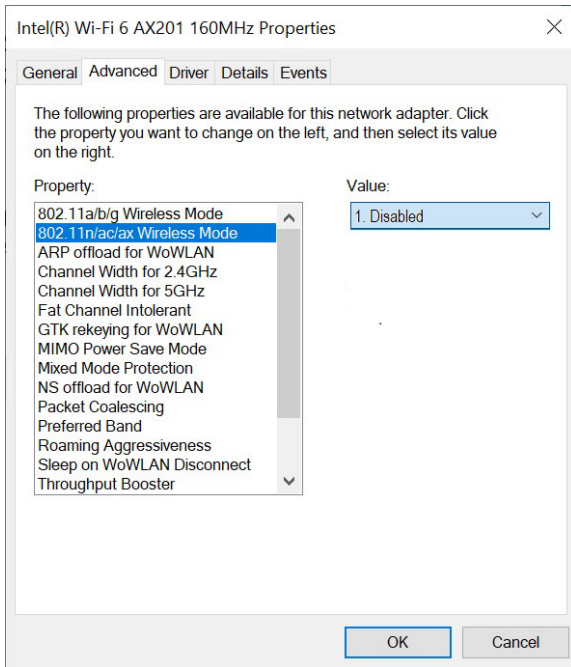 Intel(R) Wi-Fi 6 AX201 160MHz Properties
General Advanced Driver Details Events
The following properties are available for this network adapter. Click
the property you want to change on the left, and then select its value
on the right.
Property:
Value:
802.11a/b/g Wireless Mode
1. Disabled
802.11n/ac/ax Wireless Mode
ARP offload for WoWLAN
Channel Width for 2.4GHz
Channel Width for 5GHz
Fat Channel Intolerant
GTK rekeying for WoWLAN
MIMO Power Save Mode
Mixed Mode Protection
NS offload for WoWLAN
Packet Coalescing
Preferred Band
Roaming Aggressiveness
Sleep on WoWLAN Disconnect
Throughput Booster
OK
Cancel